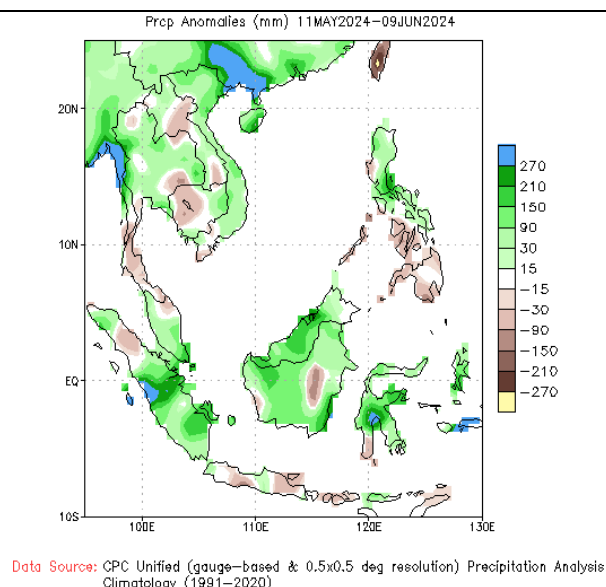 Prcp Anomalies (mm) 11MAY2024–09JUN2024
20N
10N
EQ
10S
100E 110E 120E 130E
270
210
150
90
30
15
−15
−30
−90
−150
−210
−270
Data Source: CPC Unified (gauge−based & 0.5x0.5 deg resolution) Precipitation Analysis
Climatology (1991−2020)